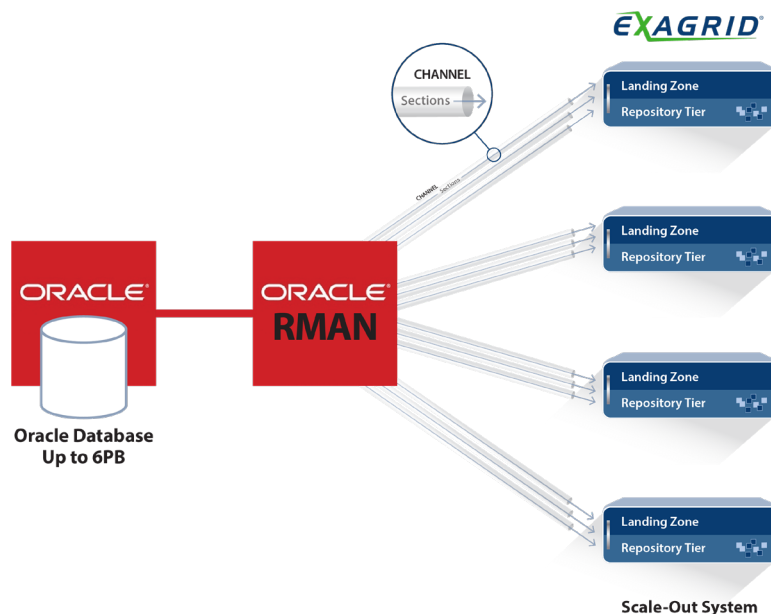 EXAGRID®
CHANNEL
Sections
Landing Zone
Repository Tier
CHANNEL
Sections
Landing Zone
Repository Tier
ORACLE®
ORACLE®
RMAN
Oracle Database
Up to 6PB
Landing Zone
Repository Tier
Landing Zone
Repository Tier
Scale-Out System